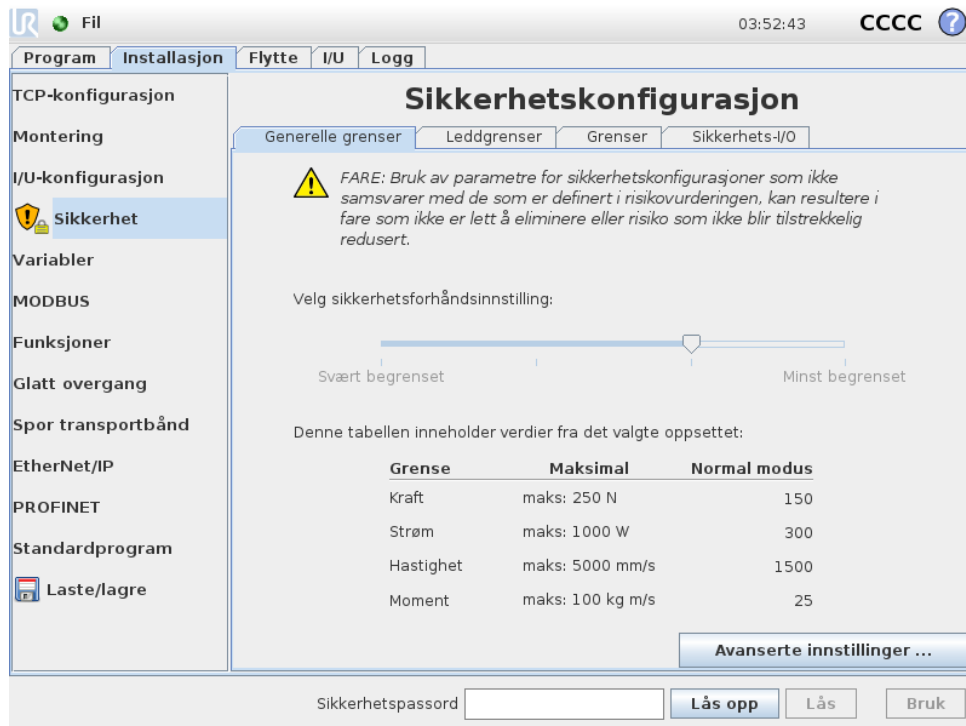 UR Fil 03:52:43 CCCC ?
Program Installasjon Flytte I/U Logg
TCP-konfigurasjon
Montering
I/U-konfigurasjon
Sikkerhet
Variabler
MODBUS
Funksjoner
Glatt overgang
Spor transportbånd
EtherNet/IP
PROFINET
Standardprogram
Laste/lagre
Sikkerhetskonfigurasjon
Generelle grenser Leddgrenser Grenser Sikkerhets-I/O
FARE: Bruk av parametre for sikkerhetskonfigurasjoner som ikke
samsvarer med de som er definert i risikovurderingen, kan resultere i
fare som ikke er lett å eliminere eller risiko som ikke blir tilstrekkelig
redusert.
Velg sikkerhetsforhåndsinnstilling:
Svært begrenset Minst begrenset
Denne tabellen inneholder verdier fra det valgte oppsettet:
Grense Maksimal Normal modus
Kraft maks: 250 N 150
Strøm maks: 1000 W 300
Hastighet maks: 5000 mm/s 1500
Moment maks: 100 kg m/s 25
Avanserte innstillinger ...
Sikkerhetspassord Lås opp Lås Bruk